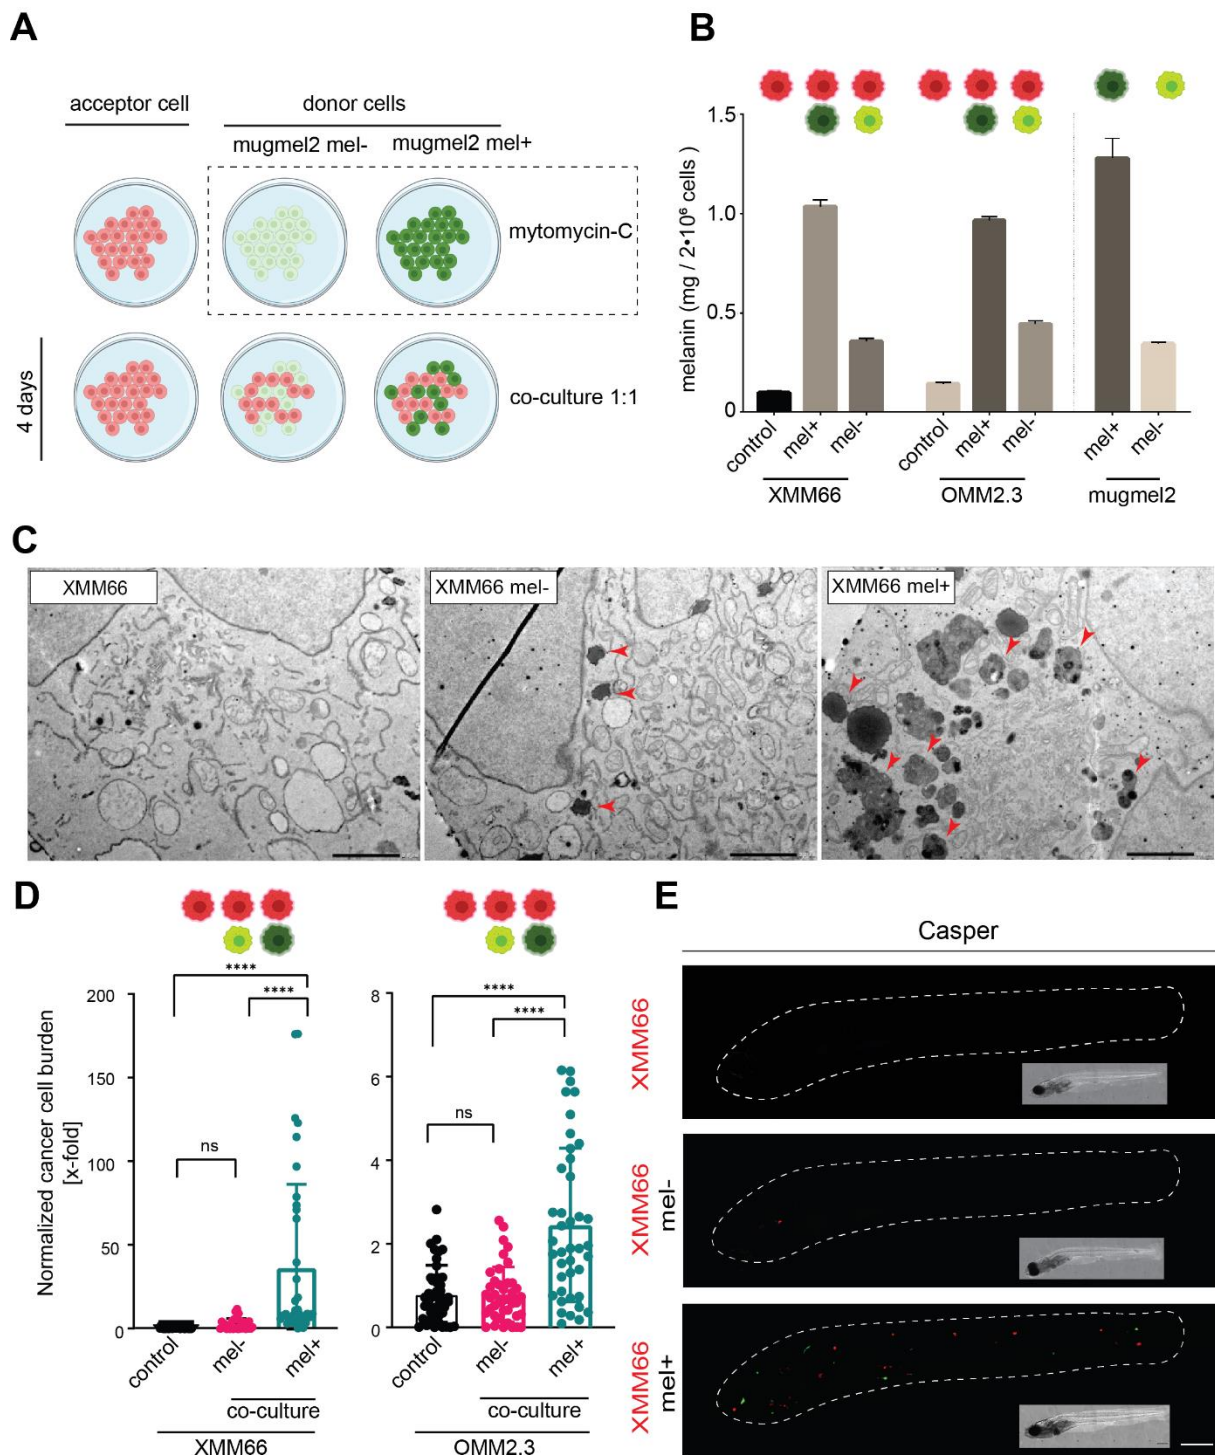 A
acceptor cell
donor cells
mugmel2 mel-
mugmel2 mel+
mytomycin-C
4 days
co-culture 1:1
B
melanin (mg / 2•10⁶ cells )
1.5
1.0
0.5
0
control
mel+
mel-
control
mel+
mel-
mel+
mel-
XMM66
OMM2.3
mugmel2
C
XMM66
XMM66 mel-
XMM66 mel+
D
Normalized cancer cell burden
[x-fold]
****
****
ns
200
150
100
50
0
control
mel-
mel+
co-culture
XMM66
****
****
ns
8
6
4
2
0
control
mel-
mel+
co-culture
OMM2.3
E
Casper
XMM66
XMM66
mel-
XMM66
mel+